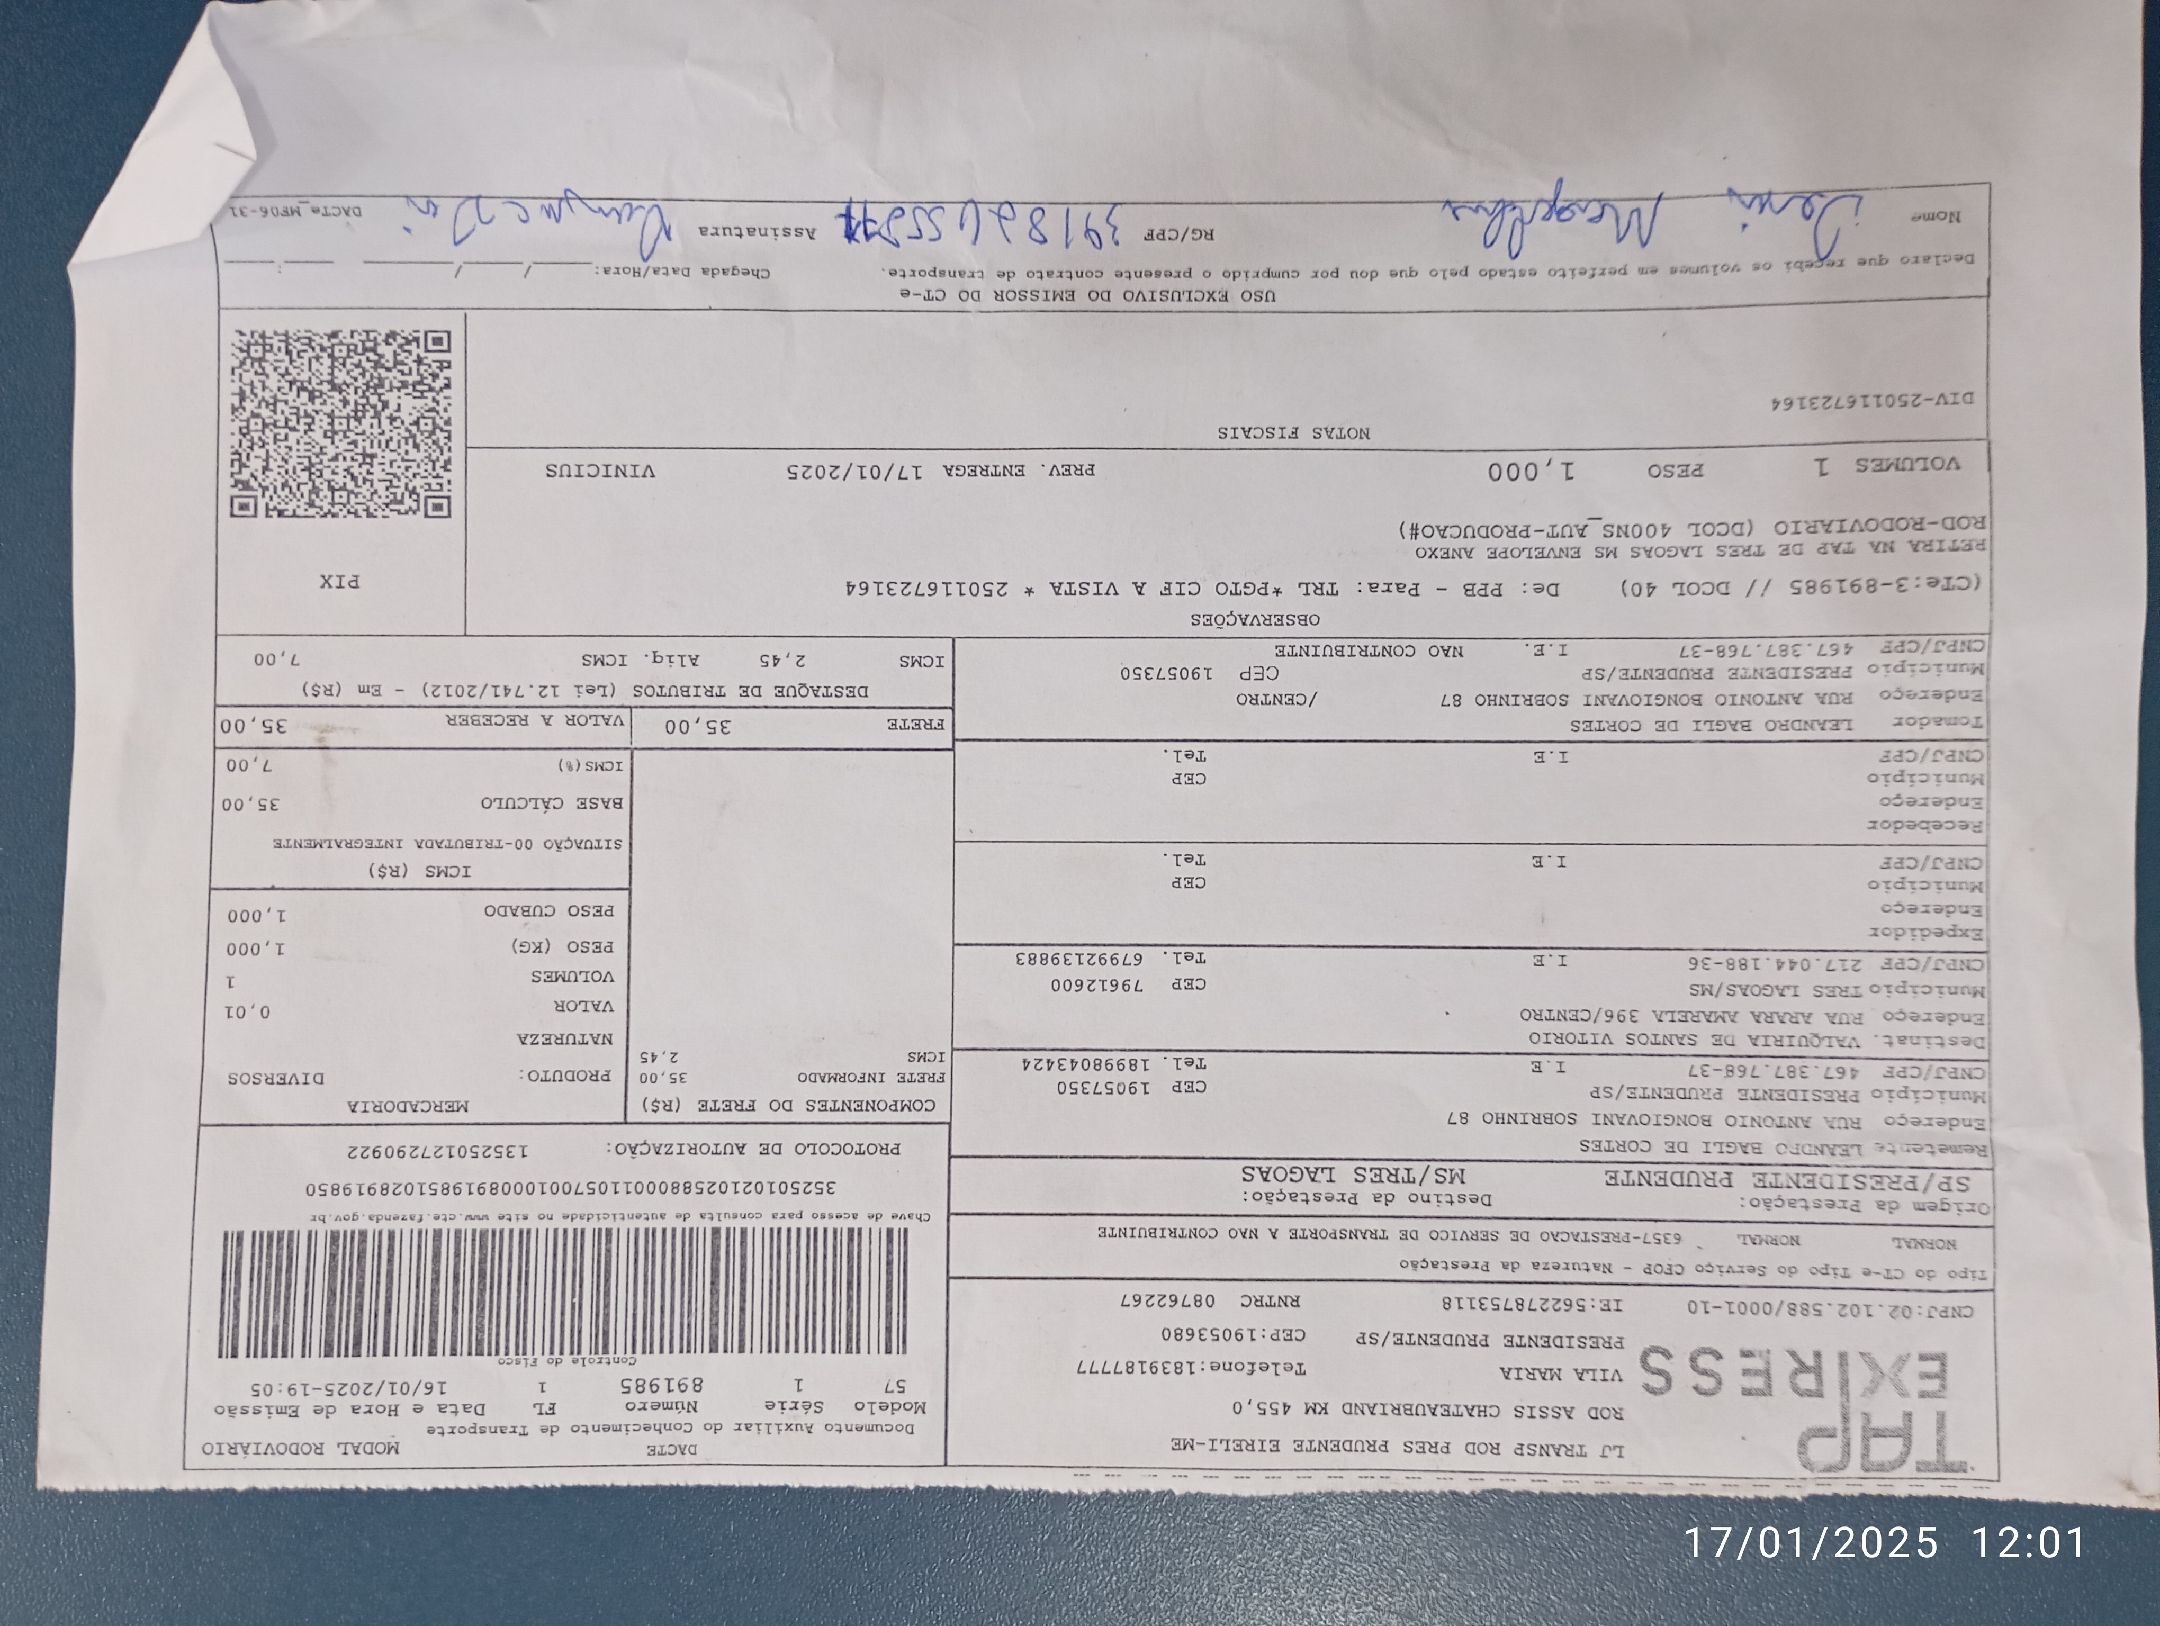 TAP
EXPRESS
LJ TRANSP ROD PRES PRUDENTE EIRELI-ME
ROD ASSIS CHATEAUBRIAND KM 455,0
VILA MARIA Telefone:1839187777
PRESIDENTE PRUDENTE/SP CEP:19053680
CNPJ:02.102.588/0001-10 IE:562278753118 RNTRC 08762267
DACTE MODAL RODOVIÁRIO
Documento Auxiliar do Conhecimento de Transporte
Modelo Série Número FL Data e Hora de Emissão
57 1 891985 1 16/01/2025-19:05
Controle do Fisco
Chave de acesso para consulta de autenticidade no site www.cte.fazenda.gov.br
35250102102588000110570010008919851028919850
PROTOCOLO DE AUTORIZAÇÃO: 135250127290922
Tipo do CT-e Tipo do Serviço CFOP - Natureza da Prestação
NORMAL NORMAL 6357-PRESTACAO DE SERVICO DE TRANSPORTE A NAO CONTRIBUINTE
Origem da Prestação: Destino da Prestação:
SP/PRESIDENTE PRUDENTE MS/TRES LAGOAS
Remetente LEANDRO BAGLI DE CORTES
Endereço RUA ANTONIO BONGIOVANI SOBRINHO 87
Município PRESIDENTE PRUDENTE/SP CEP 19057350
CNPJ/CPF 467.387.768-37 I.E Tel. 18998043424
Destinat. VALQUIRIA DE SANTOS VITORIO
Endereço RUA ARARA AMARELA 396/CENTRO
Município TRES LAGOAS/MS CEP 79612600
CNPJ/CPF 217.044.188-36 I.E Tel. 67992139883
Expedidor
Endereço
Município CEP
CNPJ/CPF I.E Tel.
Recebedor
Endereço
Município CEP
CNPJ/CPF I.E Tel.
Tomador LEANDRO BAGLI DE CORTES
Endereço RUA ANTONIO BONGIOVANI SOBRINHO 87 /CENTRO
Município PRESIDENTE PRUDENTE/SP CEP 19057350
CNPJ/CPF 467.387.768-37 I.E. NAO CONTRIBUINTE
COMPONENTES DO FRETE (R$)
FRETE INFORMADO 35,00
ICMS 2,45
MERCADORIA
PRODUTO: DIVERSOS
NATUREZA
VALOR 0,01
VOLUMES 1
PESO (KG) 1,000
PESO CUBADO 1,000
ICMS (R$)
SITUAÇÃO 00-TRIBUTADA INTEGRALMENTE
BASE CÁLCULO 35,00
ICMS(%) 7,00
FRETE 35,00 VALOR A RECEBER 35,00
DESTAQUE DE TRIBUTOS (Lei 12.741/2012) - Em (R$)
ICMS 2,45 Aliq. ICMS 7,00
OBSERVAÇÕES
(CTe:3-891985 // DCOL 40) De: PPB - Para: TRL *PGTO CIF A VISTA * 250116723164
RETIRA NA TAP DE TRES LAGOAS MS ENVELOPE ANEXO
ROD-RODOVIARIO (DCOL 400NS_AUT-PRODUCAO#)
VOLUMES 1 PESO 1,000 PREV. ENTREGA 17/01/2025 VINICIUS
PIX
NOTAS FISCAIS
DIV-250116723164
USO EXCLUSIVO DO EMISSOR DO CT-e
Declaro que recebi os volumes em perfeito estado pelo que dou por cumprido o presente contrato de transporte. Chegada Data/Hora: ____/____/________ ____:____
Nome RG/CPF Assinatura DACTe_MF06-31
17/01/2025 12:01